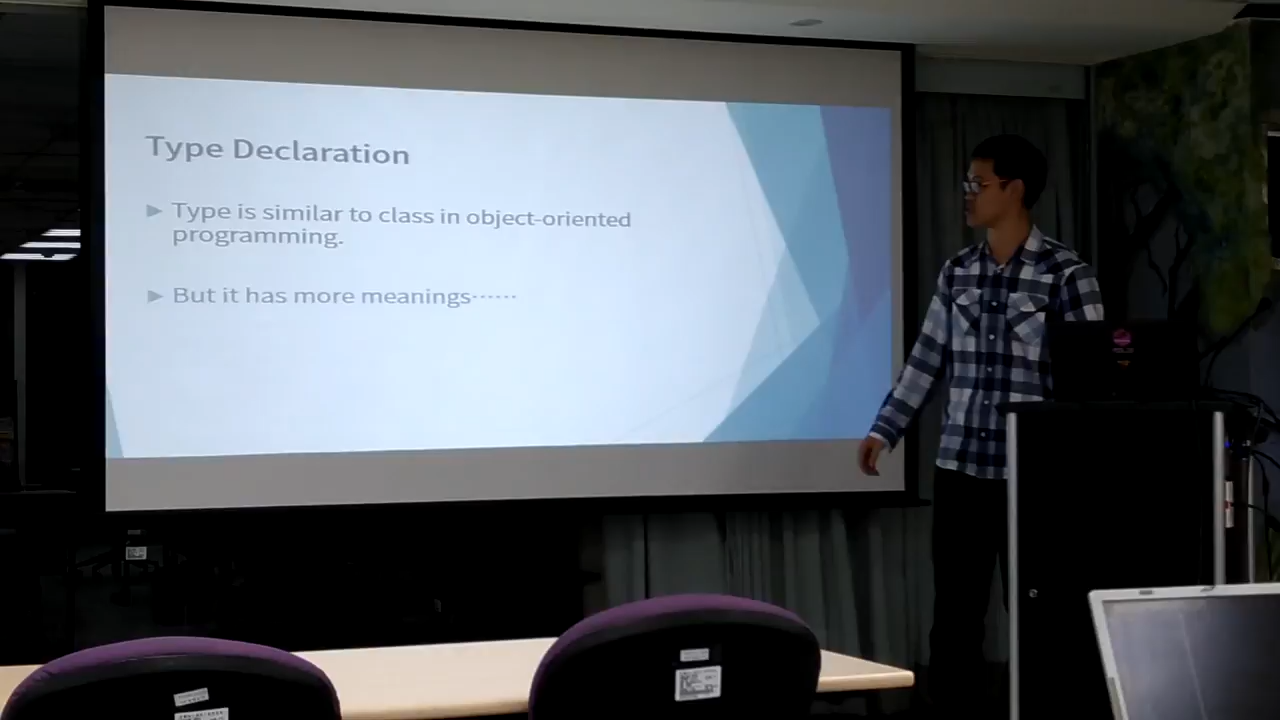 Type Declaration
Type is similar to class in object-oriented
programming.
But it has more meanings⋯⋯